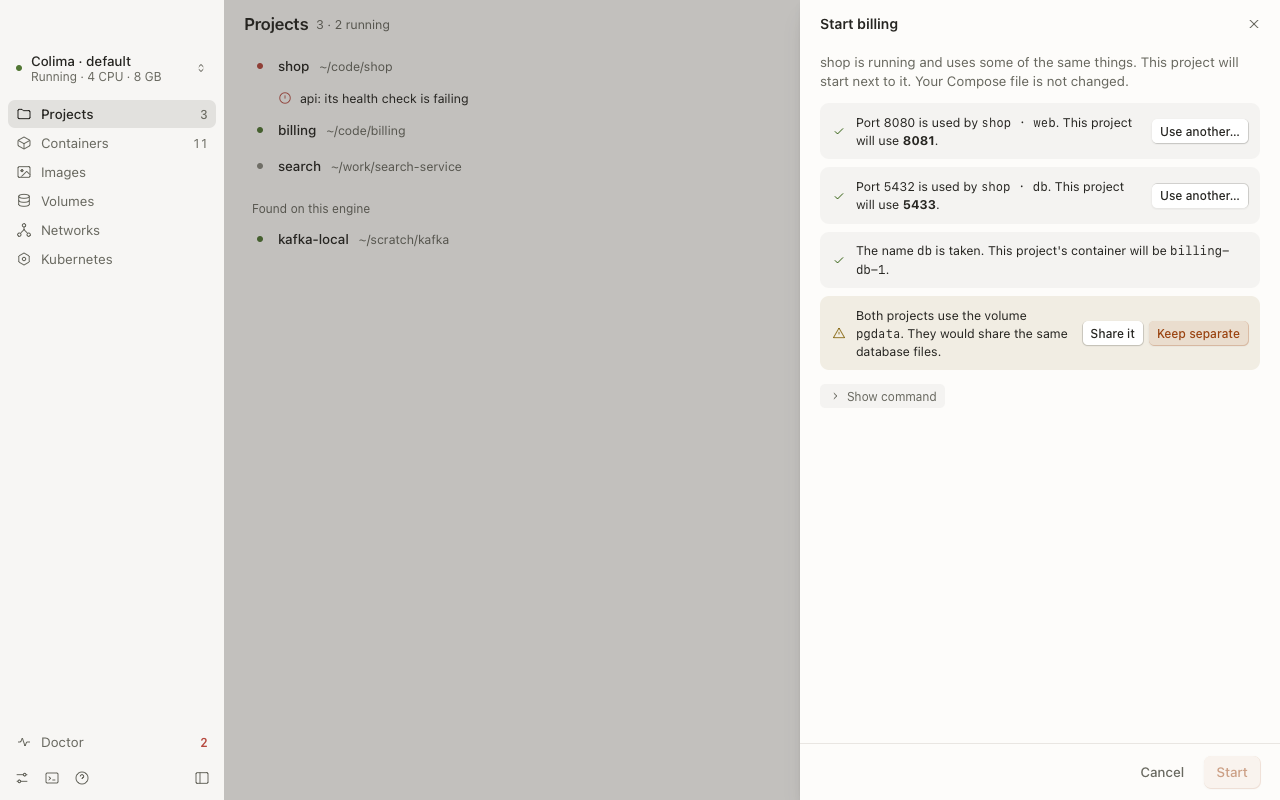 Colima · default
Running · 4 CPU · 8 GB
Projects 3
Containers 11
Images
Volumes
Networks
Kubernetes
Doctor 2
Projects 3 · 2 running
shop ~/code/shop
api: its health check is failing
billing ~/code/billing
search ~/work/search-service
Found on this engine
kafka-local ~/scratch/kafka
Start billing
shop is running and uses some of the same things. This project will
start next to it. Your Compose file is not changed.
Port 8080 is used by shop · web. This project
will use 8081.
Use another…
Port 5432 is used by shop · db. This project
will use 5433.
Use another…
The name db is taken. This project's container will be billing-
db-1.
Both projects use the volume
pgdata. They would share the same
database files.
Share it
Keep separate
Show command
Cancel
Start